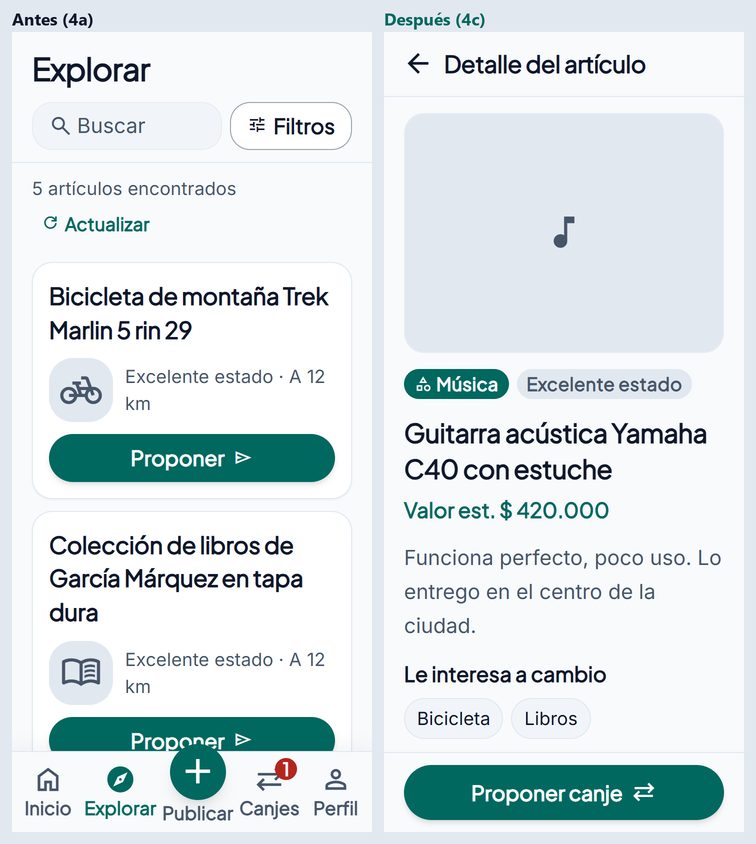 Antes (4a)
Explorar
Buscar
Filtros
5 artículos encontrados
Actualizar
Bicicleta de montaña Trek
Marlin 5 rin 29
Excelente estado · A 12
km
Proponer
Colección de libros de
García Márquez en tapa
dura
Excelente estado · A 12
km
Proponer
1
Inicio
Explorar
Publicar
Canjes
Perfil
Después (4c)
Detalle del artículo
Música
Excelente estado
Guitarra acústica Yamaha
C40 con estuche
Valor est. $ 420.000
Funciona perfecto, poco uso. Lo
entrego en el centro de la
ciudad.
Le interesa a cambio
Bicicleta
Libros
Proponer canje